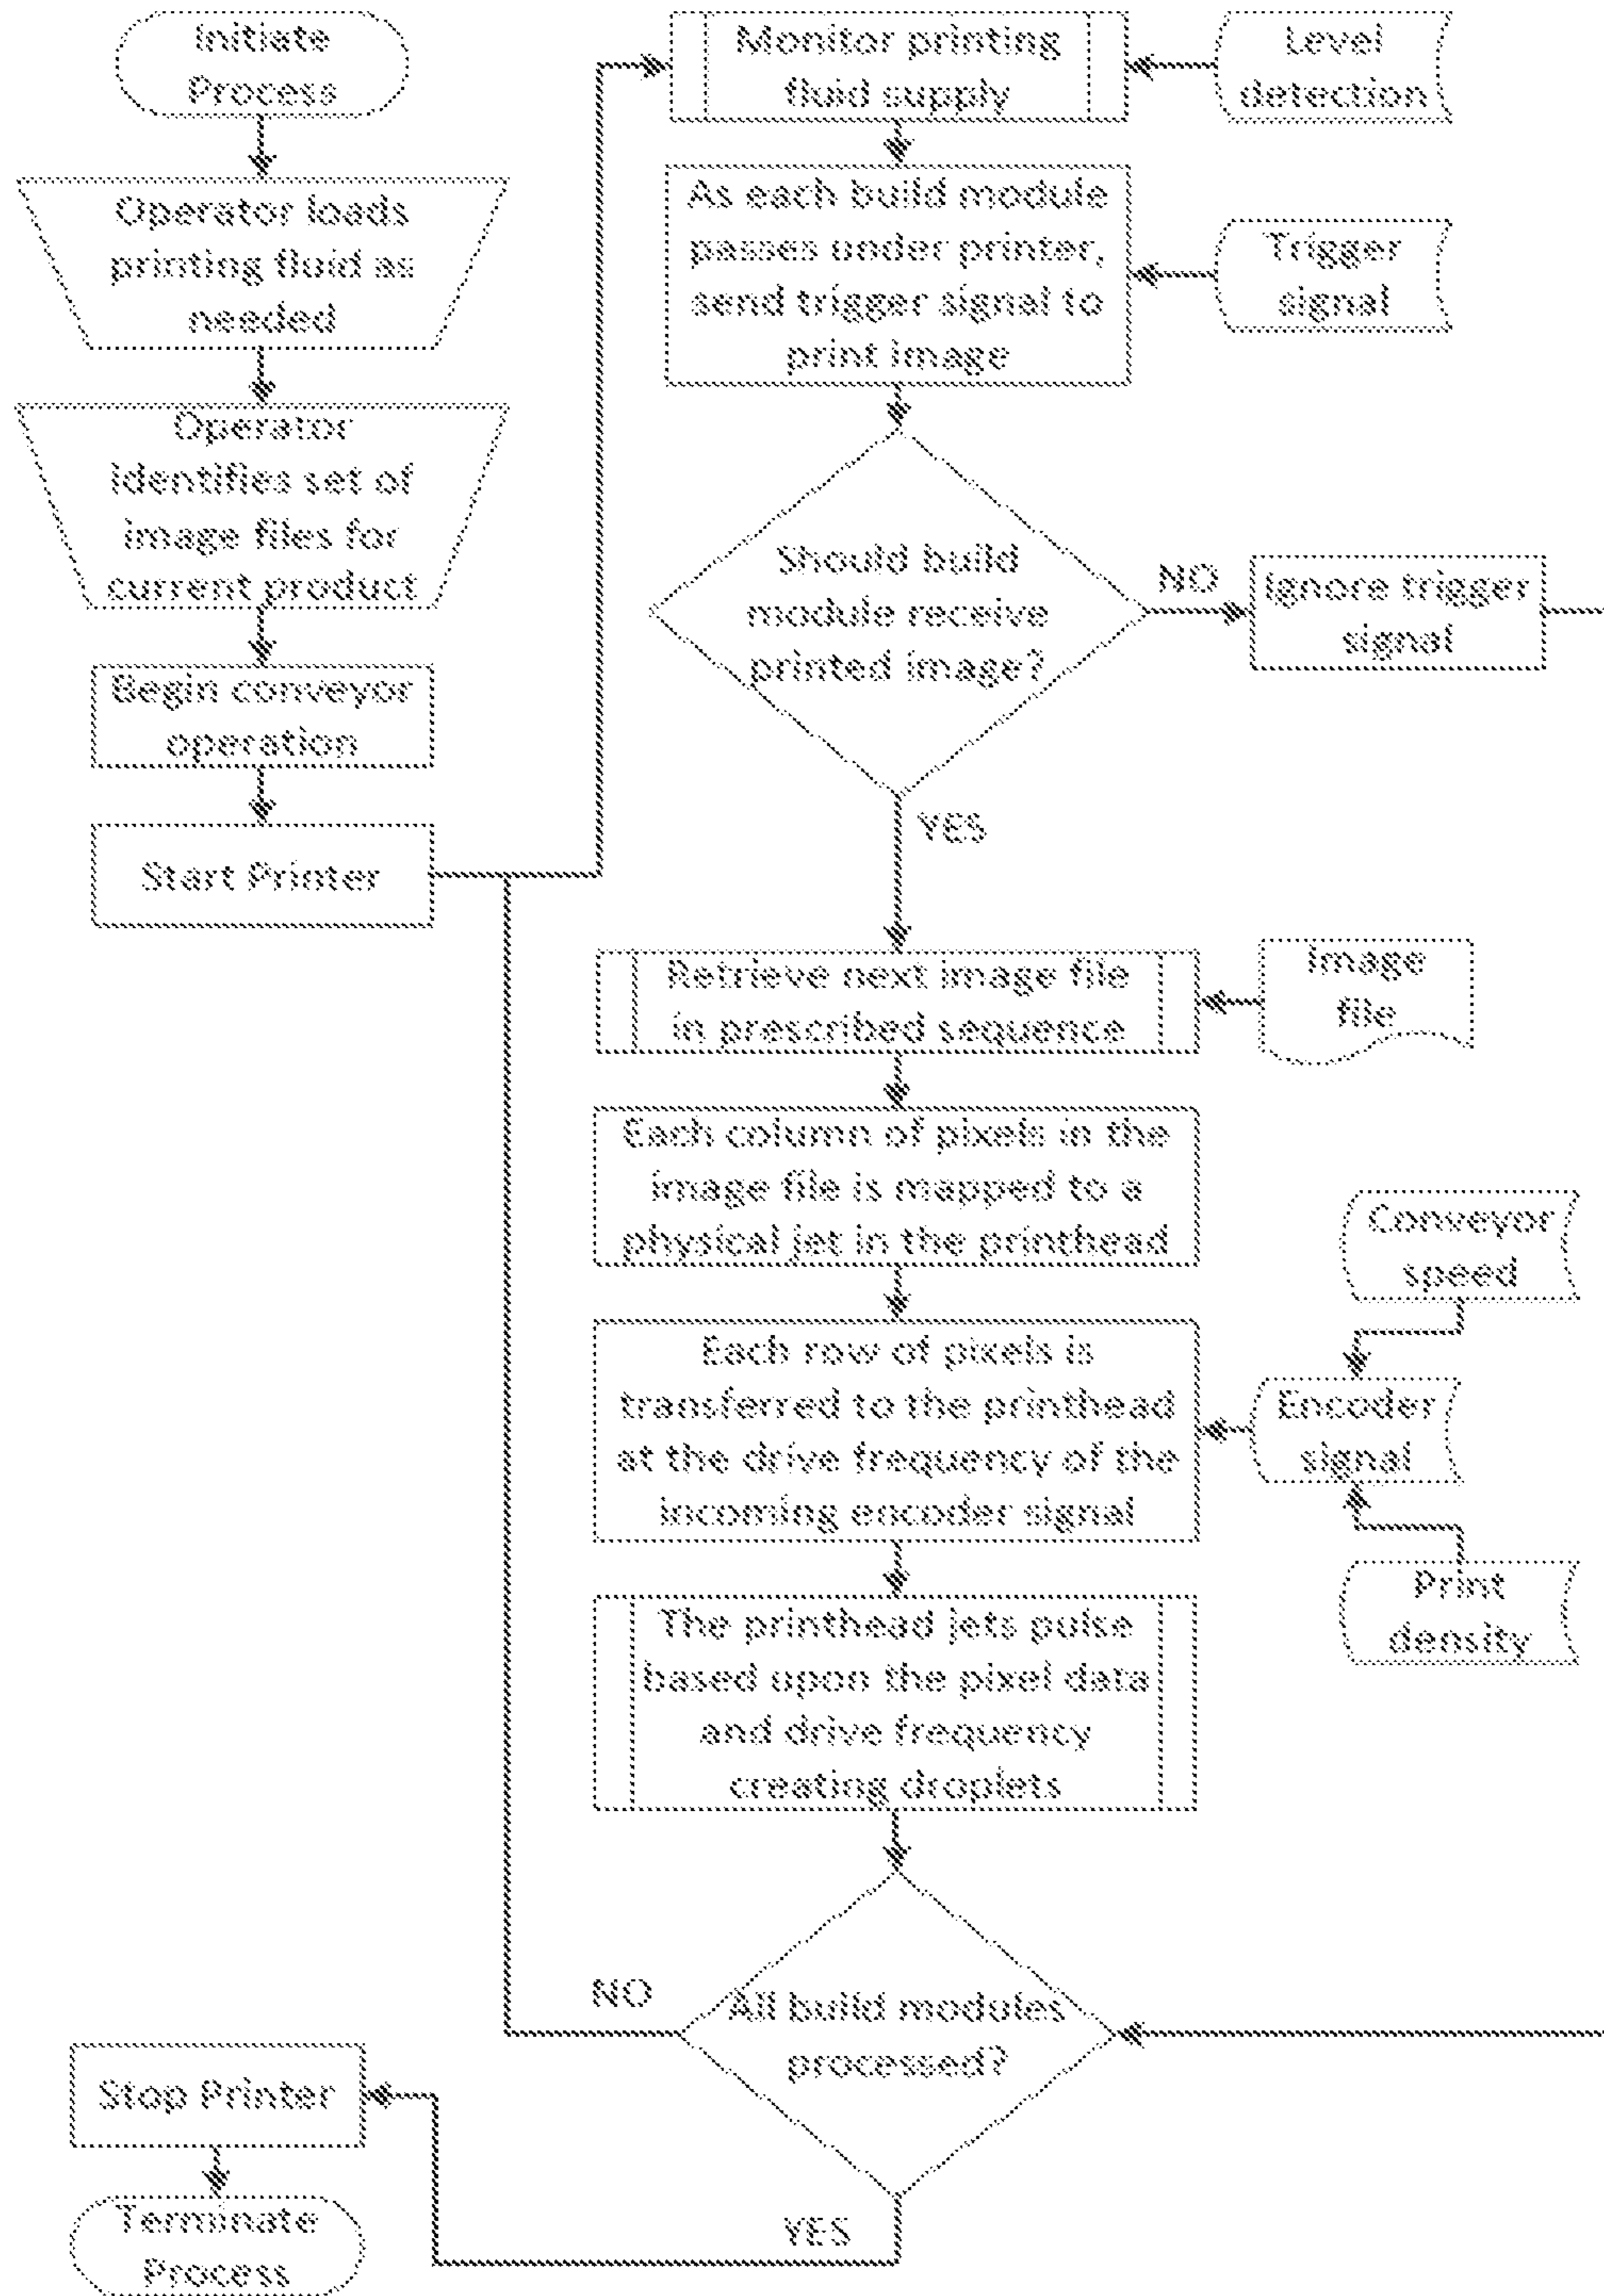 Initiate
Process
Operator loads
printing fluid as
needed
Operator
identifies set of
image files for
current product
Begin conveyor
operation
Start Printer
Monitor printing
fluid supply
Level
detection
As each build module
passes under printer,
send trigger signal to
print image
Trigger
signal
Should build
module receive
printed image?
NO
Ignore trigger
signal
YES
Retrieve next image file
in prescribed sequence
Image
file
Each column of pixels in the
image file is mapped to a
physical jet in the printhead
Conveyor
speed
Each row of pixels is
transferred to the printhead
at the drive frequency of the
incoming encoder signal
Encoder
signal
Print
density
The printhead jets pulse
based upon the pixel data
and drive frequency
creating droplets
All build modules
processed?
NO
YES
Stop Printer
Terminate
Process